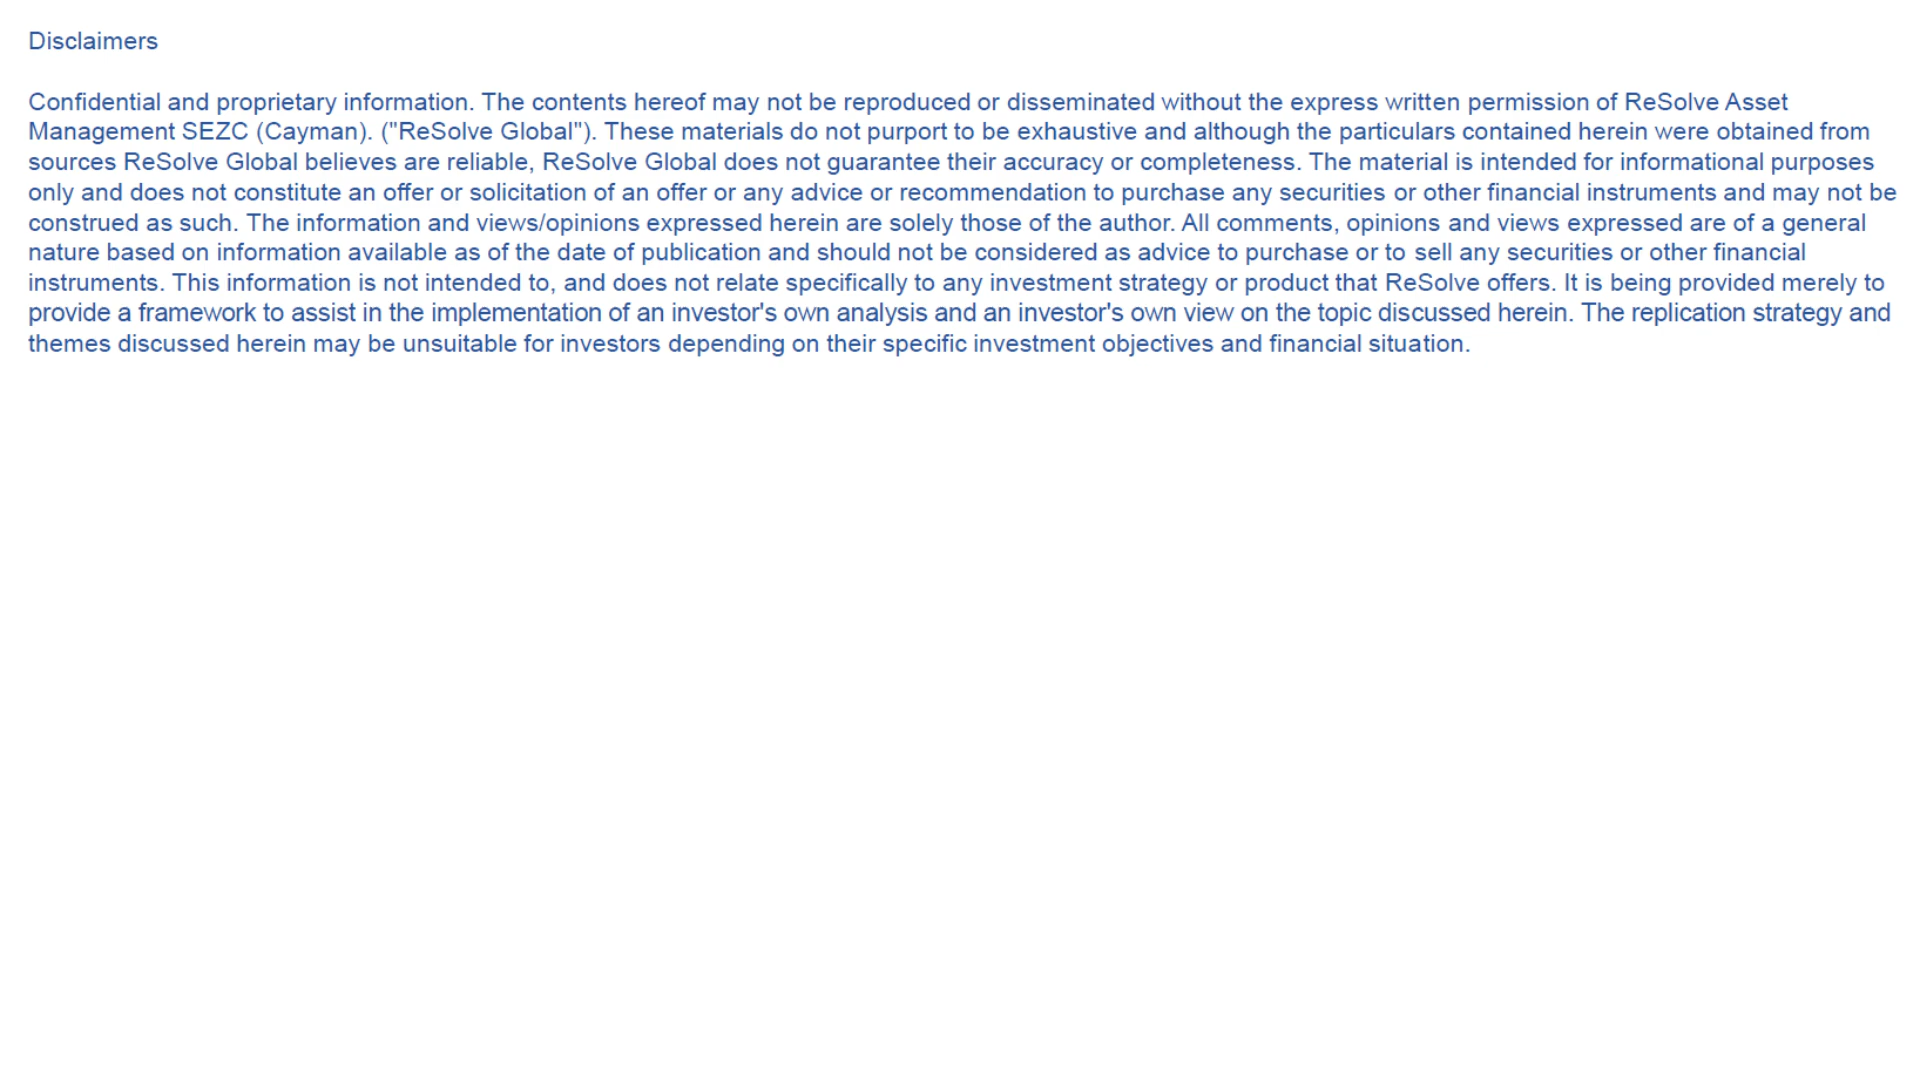 Disclaimers
Confidential and proprietary information. The contents hereof may not be reproduced or disseminated without the express written permission of ReSolve Asset
Management SEZC (Cayman). ("ReSolve Global"). These materials do not purport to be exhaustive and although the particulars contained herein were obtained from
sources ReSolve Global believes are reliable, ReSolve Global does not guarantee their accuracy or completeness. The material is intended for informational purposes
only and does not constitute an offer or solicitation of an offer or any advice or recommendation to purchase any securities or other financial instruments and may not be
construed as such. The information and views/opinions expressed herein are solely those of the author. All comments, opinions and views expressed are of a general
nature based on information available as of the date of publication and should not be considered as advice to purchase or to sell any securities or other financial
instruments. This information is not intended to, and does not relate specifically to any investment strategy or product that ReSolve offers. It is being provided merely to
provide a framework to assist in the implementation of an investor's own analysis and an investor's own view on the topic discussed herein. The replication strategy and
themes discussed herein may be unsuitable for investors depending on their specific investment objectives and financial situation.